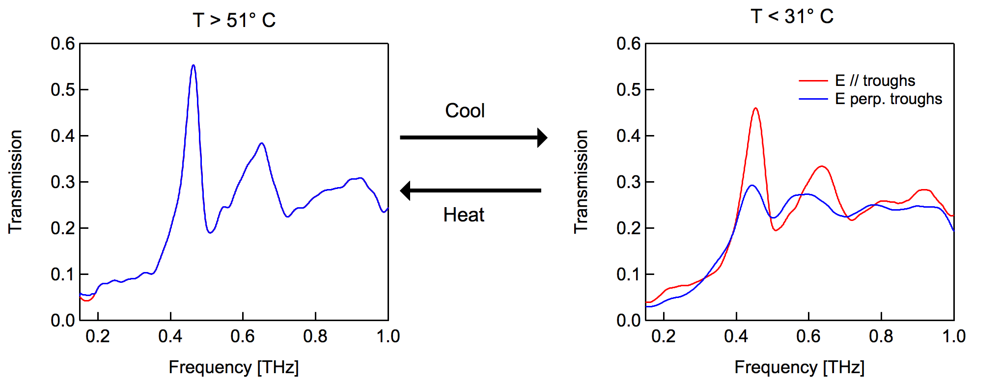 T > 51° C
0.6
0.5
0.4
0.3
0.2
0.1
0.0
Transmission
0.2 0.4 0.6 0.8 1.0
Frequency [THz]
Cool
Heat
T < 31° C
0.6
0.5
0.4
0.3
0.2
0.1
0.0
Transmission
E // troughs
E perp. troughs
0.2 0.4 0.6 0.8 1.0
Frequency [THz]